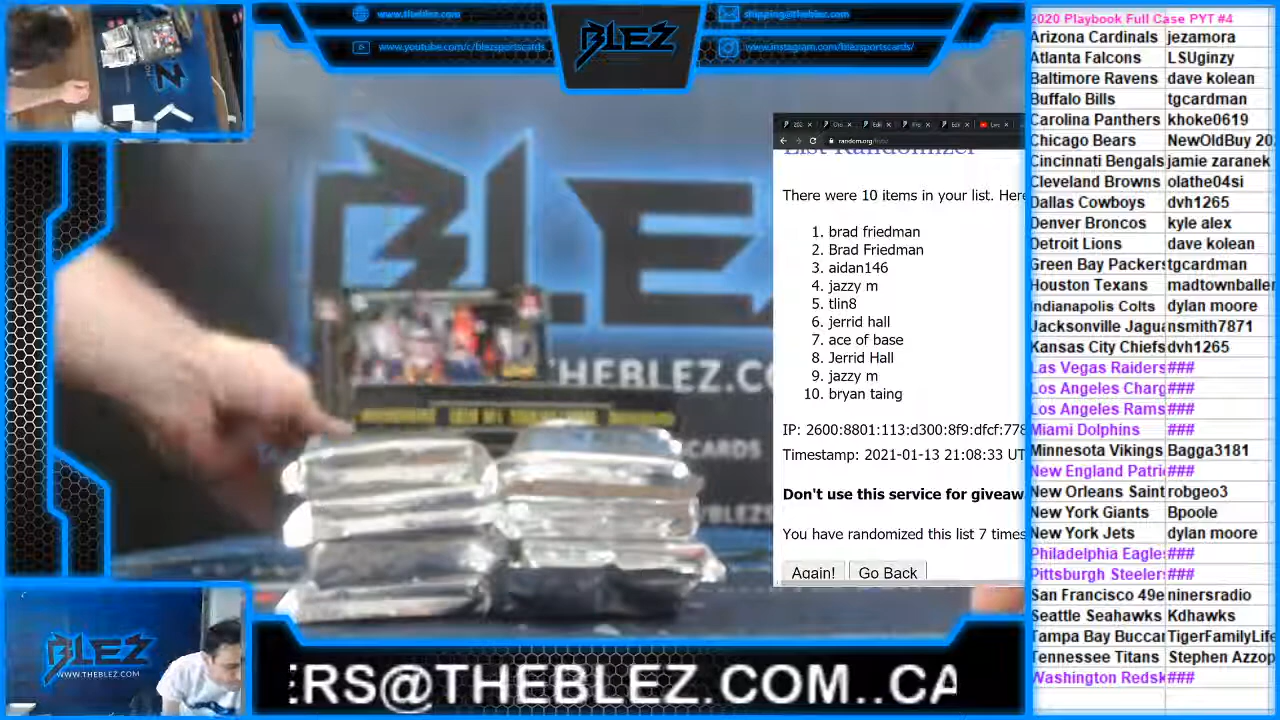 www.theblez.com
shipping@theblez.com
www.youtube.com/c/blezsportscards
www.instagram.com/blezsportscards/
BLEZ
BLE
THEBLEZ.CO
SCARDS
List Randomizer
random.org
There were 10 items in your list. Here
1. brad friedman
2. Brad Friedman
3. aidan146
4. jazzy m
5. tlin8
6. jerrid hall
7. ace of base
8. Jerrid Hall
9. jazzy m
10. bryan taing
IP: 2600:8801:113:d300:8f9:dfcf:778
Timestamp: 2021-01-13 21:08:33 UT
Don't use this service for giveaw
You have randomized this list 7 times
Again! Go Back
2020 Playbook Full Case PYT #4
Arizona Cardinals jezamora
Atlanta Falcons LSUginzy
Baltimore Ravens dave kolean
Buffalo Bills tgcardman
Carolina Panthers khoke0619
Chicago Bears NewOldBuy 20
Cincinnati Bengals jamie zaranek
Cleveland Browns olathe04si
Dallas Cowboys dvh1265
Denver Broncos kyle alex
Detroit Lions dave kolean
Green Bay Packers tgcardman
Houston Texans madtownballer
Indianapolis Colts dylan moore
Jacksonville Jagua nsmith7871
Kansas City Chiefs dvh1265
Las Vegas Raiders ###
Los Angeles Charg ###
Los Angeles Rams ###
Miami Dolphins ###
Minnesota Vikings Bagga3181
New England Patri ###
New Orleans Saint robgeo3
New York Giants Bpoole
New York Jets dylan moore
Philadelphia Eagle ###
Pittsburgh Steelers ###
San Francisco 49e ninersradio
Seattle Seahawks Kdhawks
Tampa Bay Buccar TigerFamilyLife
Tennessee Titans Stephen Azzop
Washington Redsk ###
BLEZ
WWW.THEBLEZ.COM
ERS@THEBLEZ.COM..CA